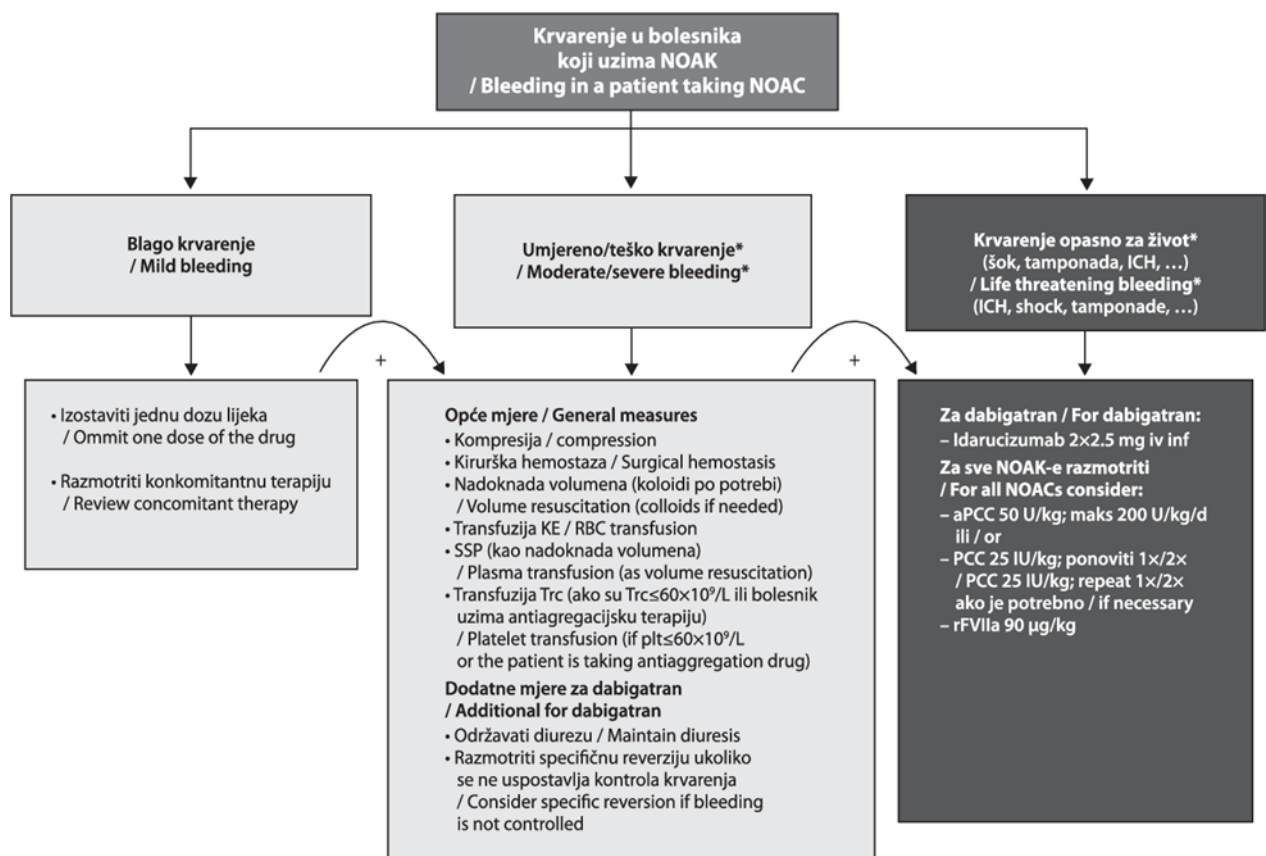 Krvarenje u bolesnika
koji uzima NOAK
/ Bleeding in a patient taking NOAC
Blago krvarenje
/ Mild bleeding
Umjereno/teško krvarenje*
/ Moderate/severe bleeding*
Krvarenje opasno za život*
(šok, tamponada, ICH, …)
/ Life threatening bleeding*
(ICH, shock, tamponade, …)
+
+
• Izostaviti jednu dozu lijeka
/ Ommit one dose of the drug
• Razmotriti konkomitantnu terapiju
/ Review concomitant therapy
Opće mjere / General measures
• Kompresija / compression
• Kirurška hemostaza / Surgical hemostasis
• Nadoknada volumena (koloidi po potrebi)
/ Volume resuscitation (colloids if needed)
• Transfuzija KE / RBC transfusion
• SSP (kao nadoknada volumena)
/ Plasma transfusion (as volume resuscitation)
• Transfuzija Trc (ako su Trc≤60×10⁹/L ili bolesnik
uzima antiagregacijsku terapiju)
/ Platelet transfusion (if plt≤60×10⁹/L
or the patient is taking antiaggregation drug)
Dodatne mjere za dabigatran
/ Additional for dabigatran
• Održavati diurezu / Maintain diuresis
• Razmotriti specifičnu reverziju ukoliko
se ne uspostavlja kontrola krvarenja
/ Consider specific reversion if bleeding
is not controlled
Za dabigatran / For dabigatran:
– Idarucizumab 2×2.5 mg iv inf
Za sve NOAK-e razmotriti
/ For all NOACs consider:
– aPCC 50 U/kg; maks 200 U/kg/d
ili / or
– PCC 25 IU/kg; ponoviti 1×/2×
/ PCC 25 IU/kg; repeat 1×/2×
ako je potrebno / if necessary
– rFVIIa 90 µg/kg